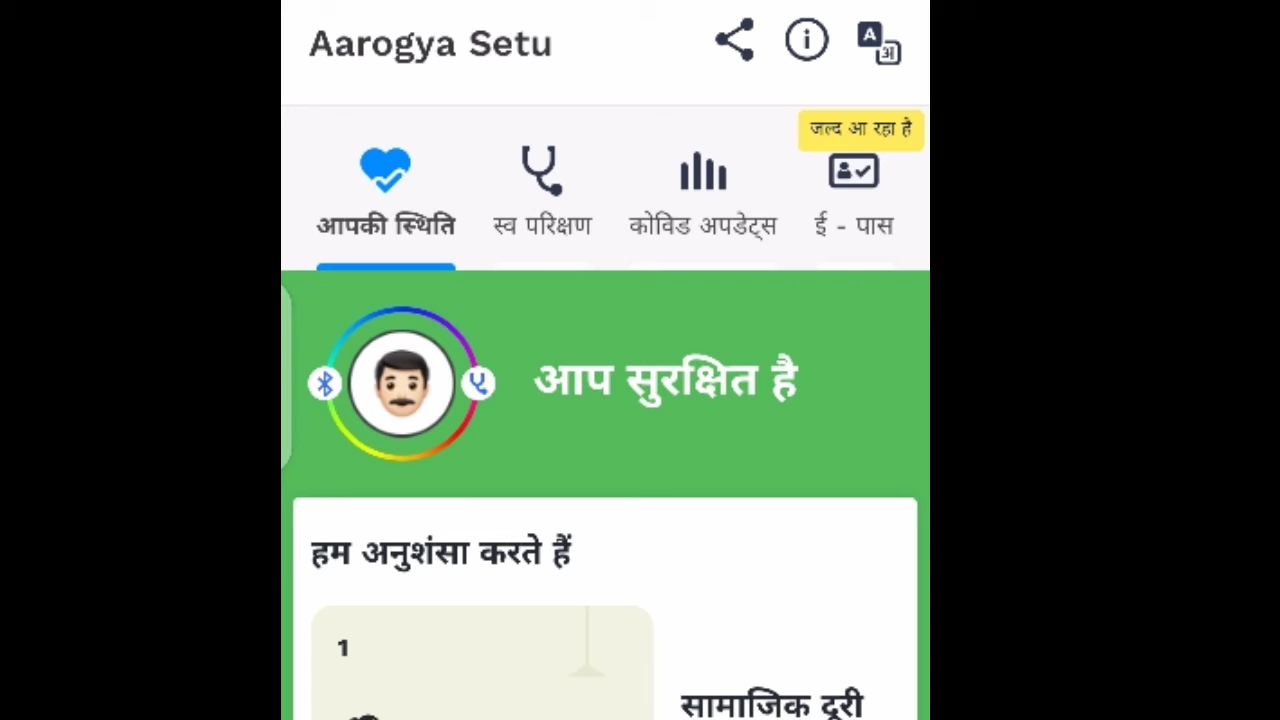 Aarogya Setu
जल्द आ रहा है
आपकी स्थिति
स्व परिक्षण
कोविड अपडेट्स
ई - पास
आप सुरक्षित है
हम अनुशंसा करते हैं
1
सामाजिक दूरी